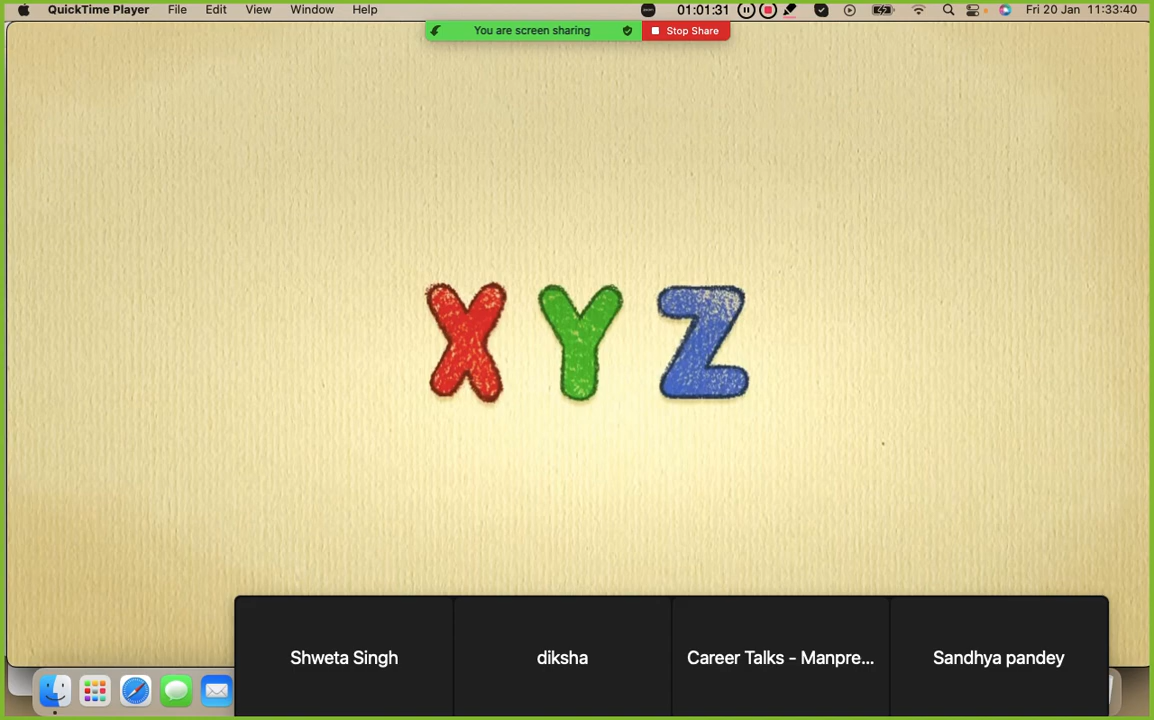 QuickTime Player File Edit View Window Help 01:01:31 Fri 20 Jan 11:33:40
You are screen sharing Stop Share
X Y Z
Shweta Singh diksha Career Talks - Manpre... Sandhya pandey